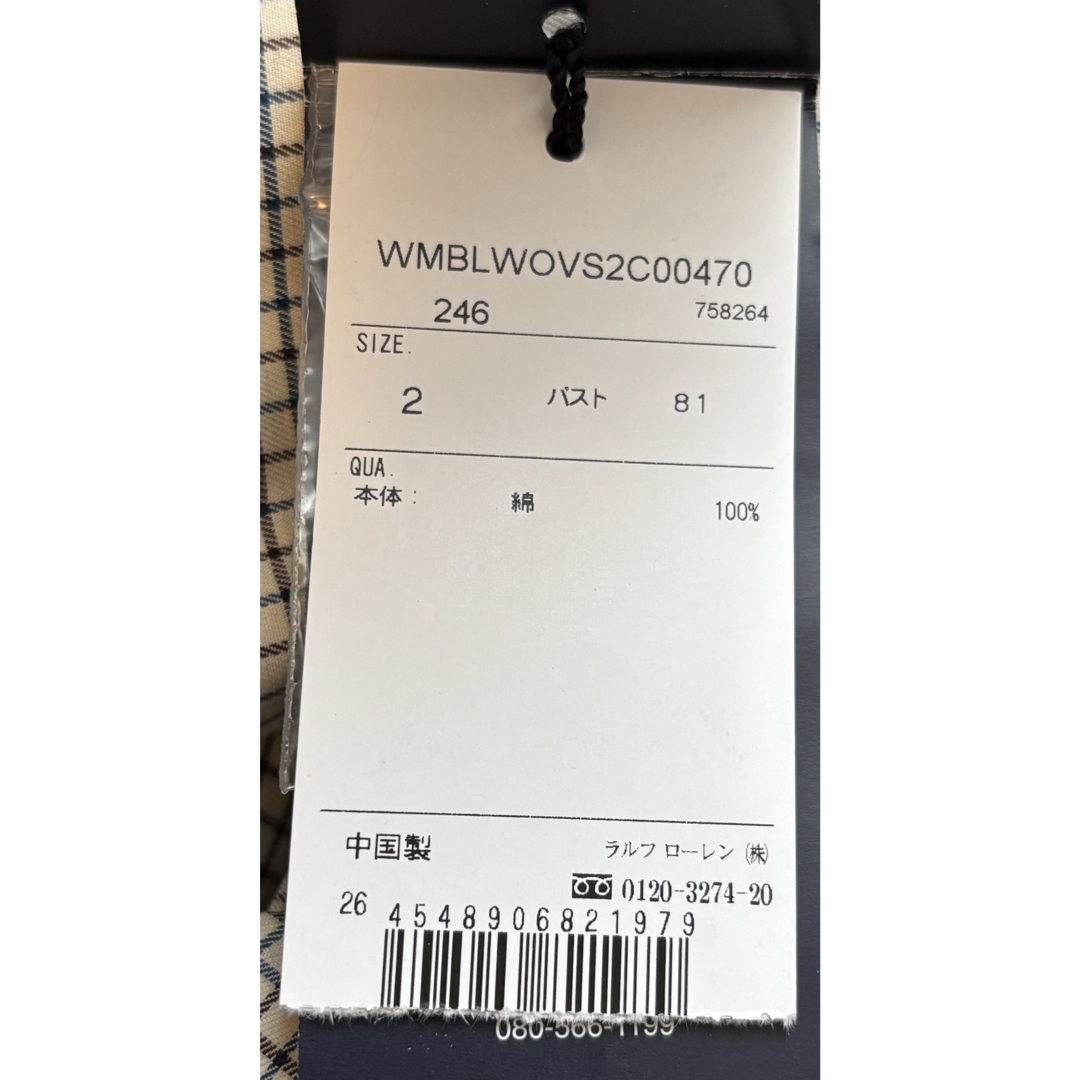 WMBLWOVS2C00470
246 758264
SIZE.
2 バスト 81
QUA.
本体: 綿 100%
中国製 ラルフ ローレン ㈱
0120-3274-20
26 4548906821979
080-566-1199